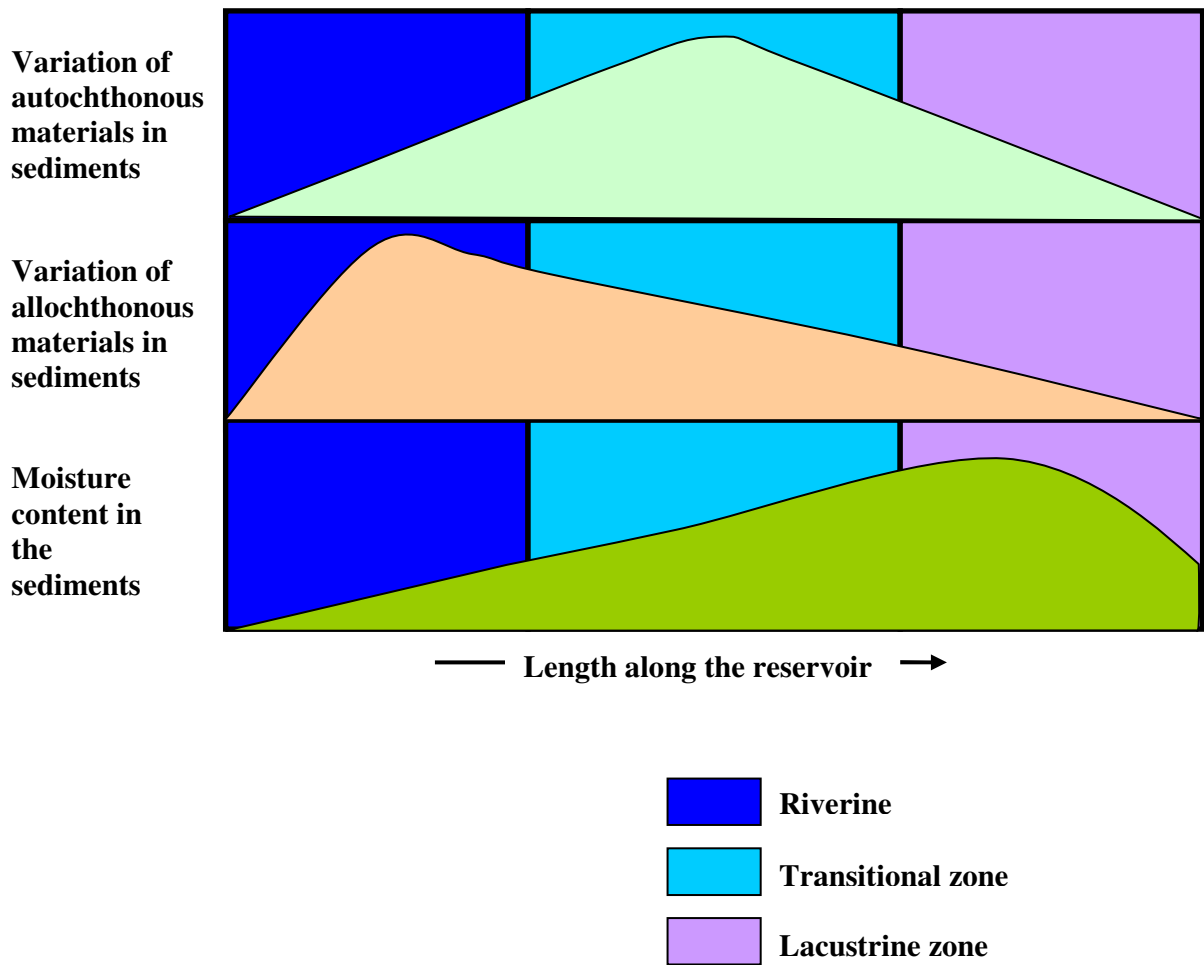 Variation of
autochthonous
materials in
sediments
Variation of
allochthonous
materials in
sediments
Moisture
content in
the
sediments
Length along the reservoir
Riverine
Transitional zone
Lacustrine zone